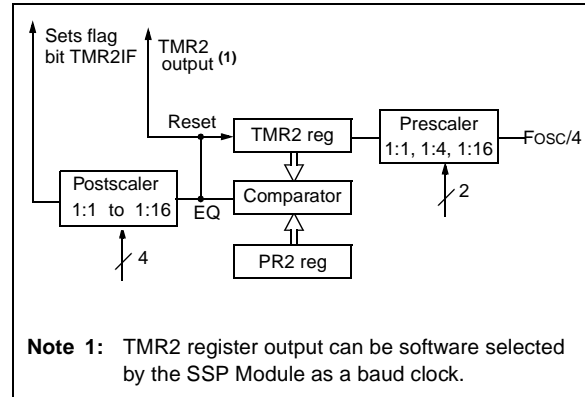 Sets flag
bit TMR2IF
TMR2
output (1)
Reset
TMR2 reg
Prescaler
1:1, 1:4, 1:16
FOSC/4
2
Postscaler
1:1 to 1:16
EQ
Comparator
4
PR2 reg
Note 1: TMR2 register output can be software selected
by the SSP Module as a baud clock.